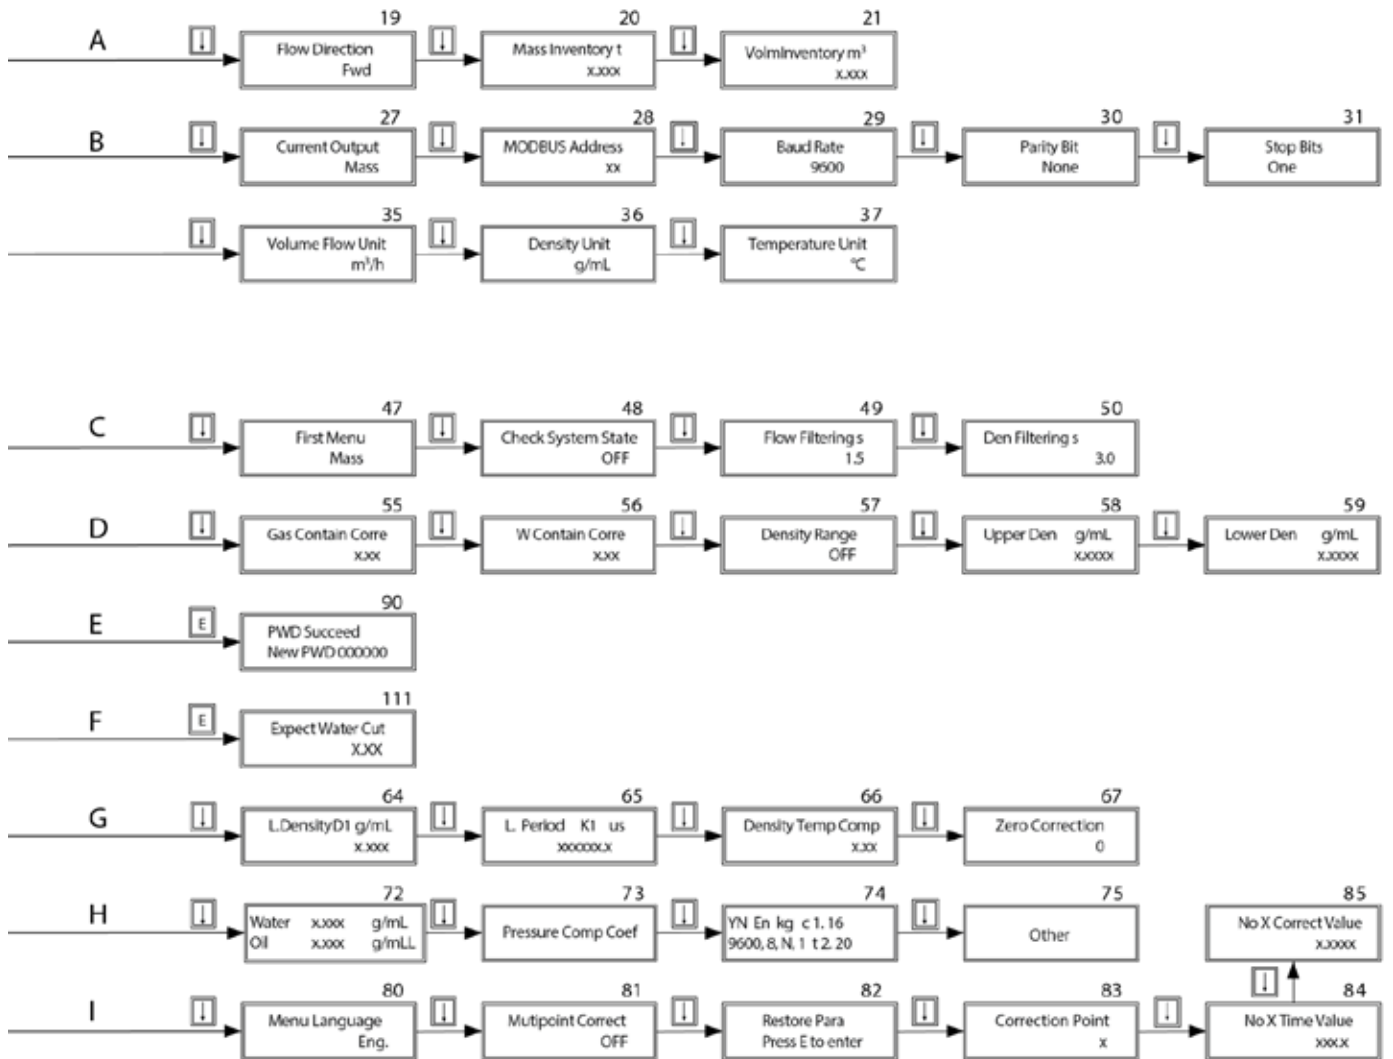 19 20 21
A ↓ Flow Direction ↓ Mass Inventory t ↓ VolmInventory m³
Fwd x.xxx x.xxx
27 28 29 30 31
B ↓ Current Output ↓ MODBUS Address ↓ Baud Rate ↓ Parity Bit ↓ Stop Bits
Mass xx 9600 None One
35 36 37
↓ Volume Flow Unit ↓ Density Unit ↓ Temperature Unit
m³/h g/mL °C
47 48 49 50
C ↓ First Menu ↓ Check System State ↓ Flow Filtering s ↓ Den Filtering s
Mass OFF 1.5 3.0
55 56 57 58 59
D ↓ Gas Contain Corre ↓ W Contain Corre ↓ Density Range ↓ Upper Den g/mL ↓ Lower Den g/mL
x.xx x.xx OFF x.xxxx x.xxxx
90
E E PWD Succeed
New PWD 000000
111
F E Expect Water Cut
X.XX
64 65 66 67
G ↓ L.DensityD1 g/mL ↓ L. Period K1 us ↓ Density Temp Comp ↓ Zero Correction
x.xxx xxxxxx.x x.xx 0
72 73 74 75 85
H ↓ Water x.xxx g/mL ↓ Pressure Comp Coef ↓ YN En kg c 1. 16 ↓ Other No X Correct Value
Oil x.xxx g/mLL 9600, 8, N. 1 t 2. 20 x.xxxx
↓
80 81 82 83 84
I ↓ Menu Language ↓ Mutipoint Correct ↓ Restore Para ↓ Correction Point ↓ No X Time Value
Eng. OFF Press E to enter x xxx.x